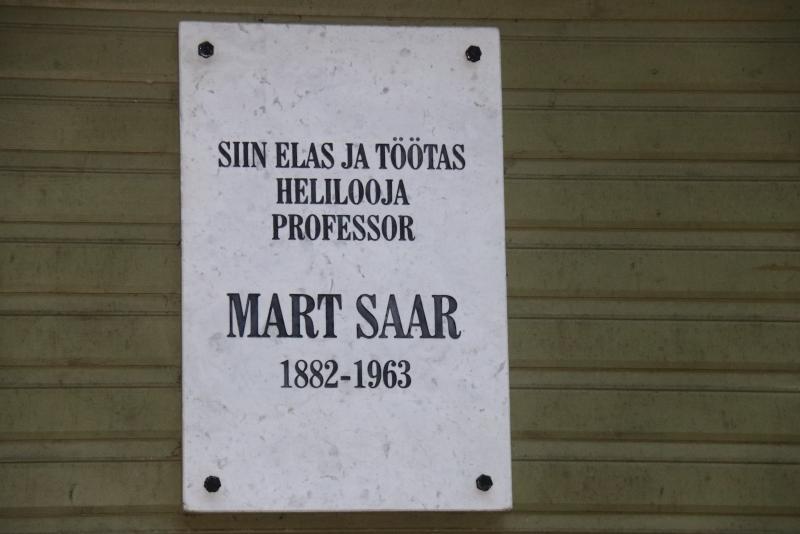 SIIN ELAS JA TÖÖTAS
HELILOOJA
PROFESSOR
MART SAAR
1882-1963